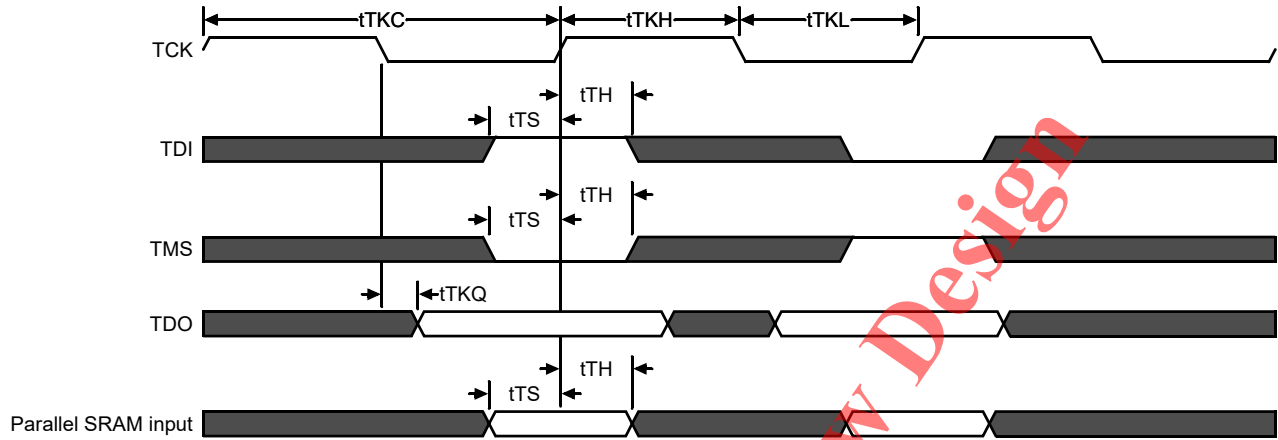 tTKC
tTKH
tTKL
TCK
tTH
tTS
TDI
tTH
tTS
TMS
tTKQ
TDO
tTH
tTS
Parallel SRAM input
Design